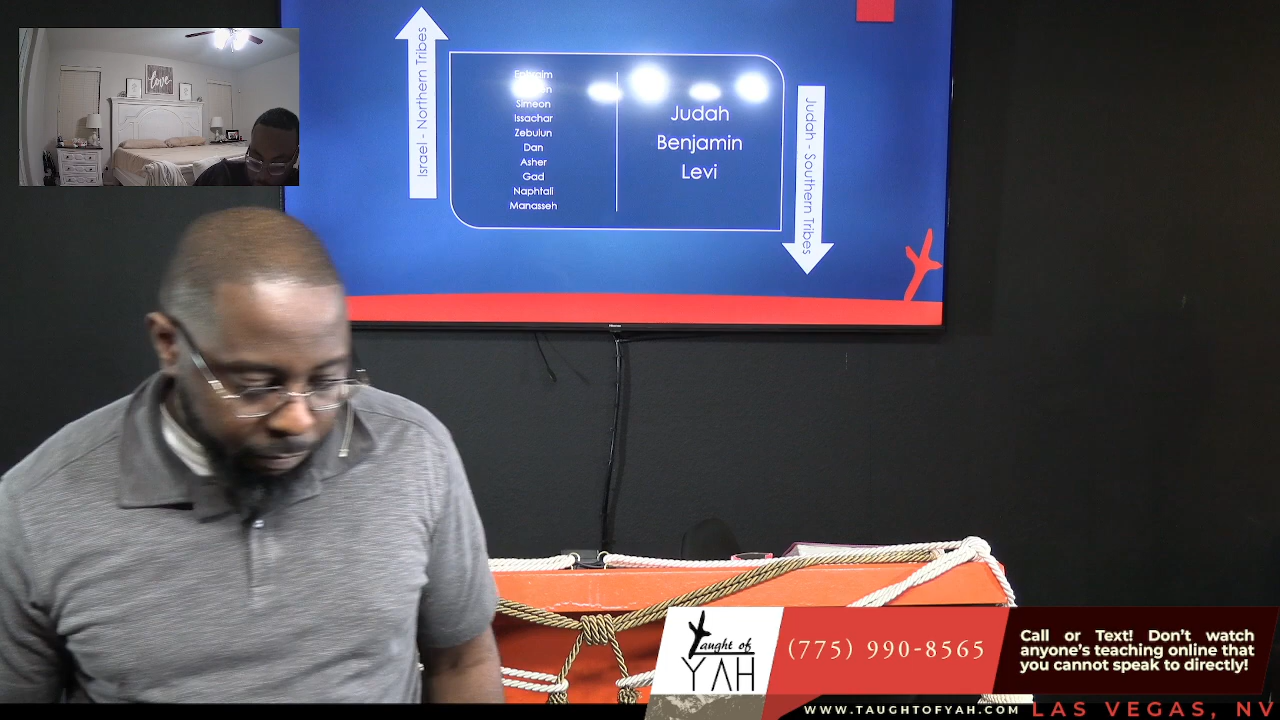 love
Israel - Northern Tribes
Ephraim
Simeon
Issachar
Zebulun
Dan
Asher
Gad
Naphtali
Manasseh
Judah
Benjamin
Levi
Judah - Southern Tribes
Hisense
aught of
YAH
(775) 990-8565
Call or Text! Don't watch
anyone's teaching online that
you cannot speak to directly!
WWW.TAUGHTOFYAH.COM
LAS VEGAS, NV